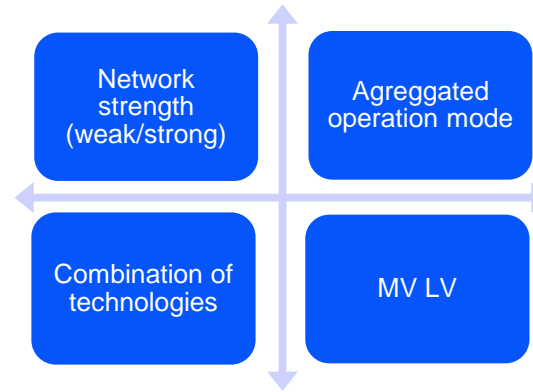 Network
strength
(weak/strong)
Agreggated
operation mode
Combination of
technologies
MV LV